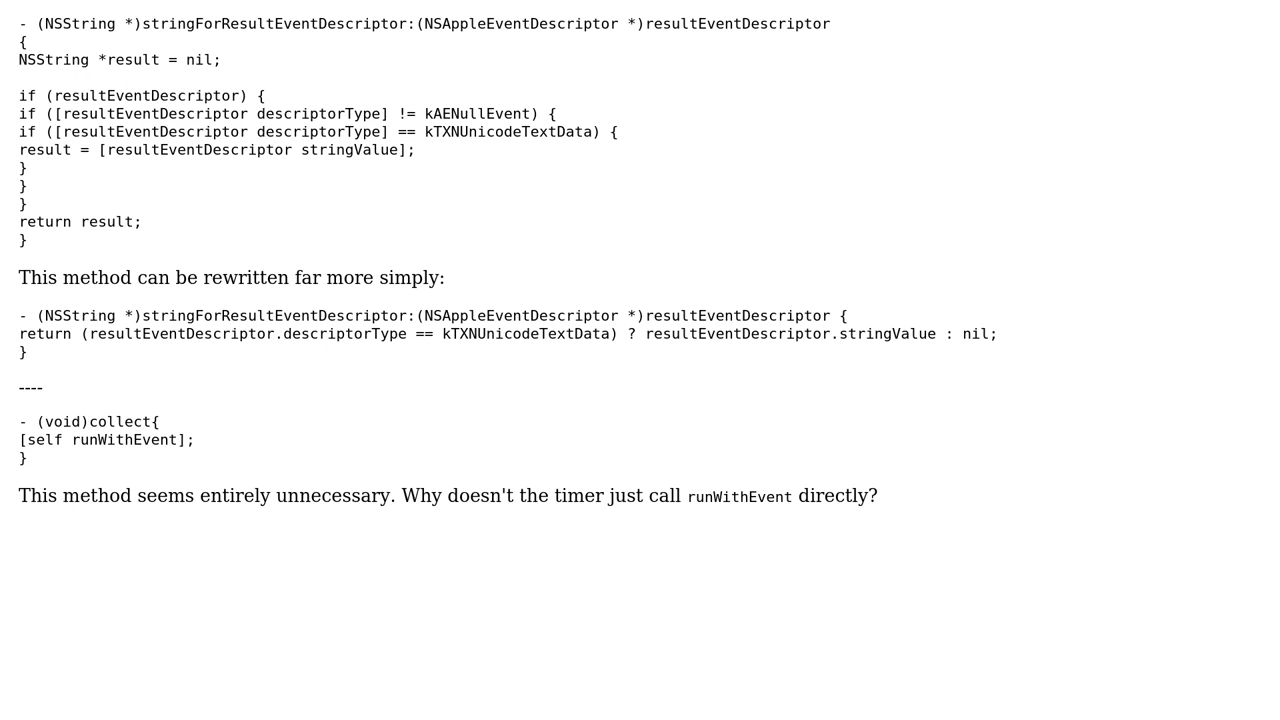 - (NSString *)stringForResultEventDescriptor:(NSAppleEventDescriptor *)resultEventDescriptor
{
NSString *result = nil;
if (resultEventDescriptor) {
if ([resultEventDescriptor descriptorType] != kAENullEvent) {
if ([resultEventDescriptor descriptorType] == kTXNUnicodeTextData) {
result = [resultEventDescriptor stringValue];
}
}
}
return result;
}
This method can be rewritten far more simply:
- (NSString *)stringForResultEventDescriptor:(NSAppleEventDescriptor *)resultEventDescriptor {
return (resultEventDescriptor.descriptorType == kTXNUnicodeTextData) ? resultEventDescriptor.stringValue : nil;
}
----
- (void)collect{
[self runWithEvent];
}
This method seems entirely unnecessary. Why doesn't the timer just call runWithEvent directly?